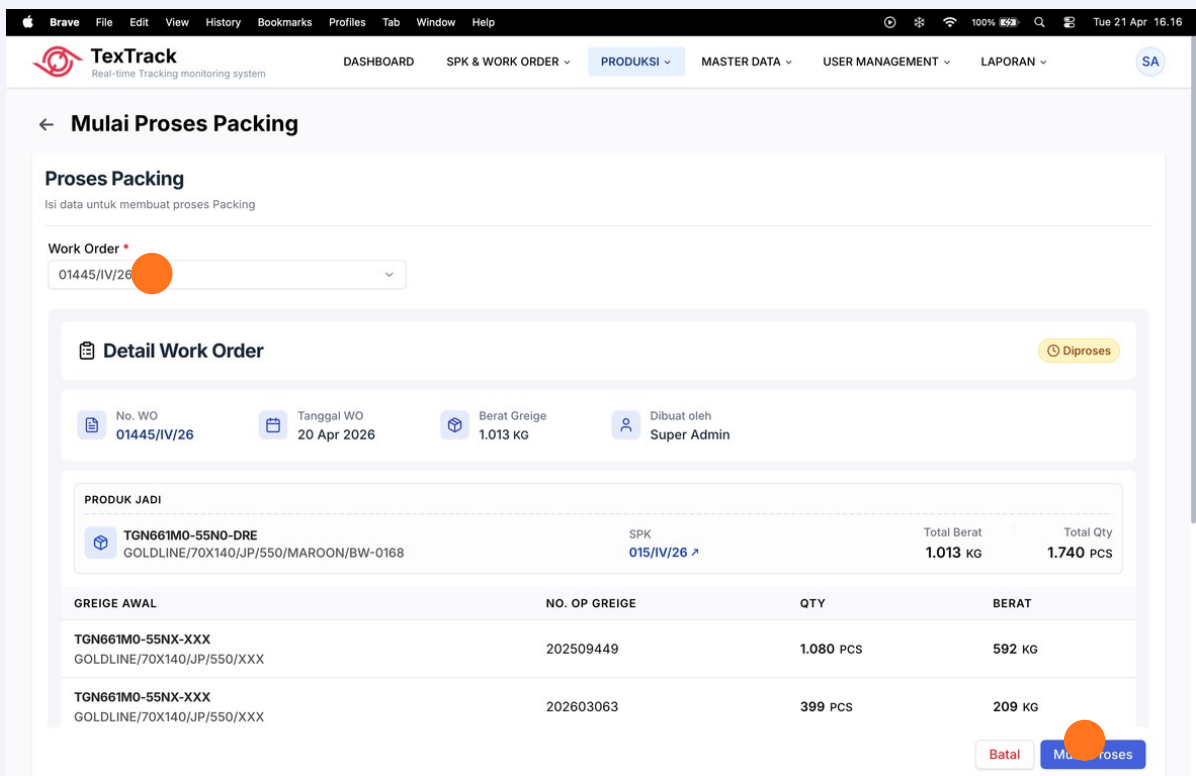 Brave File Edit View History Bookmarks Profiles Tab Window Help 100% Tue 21 Apr 16.16
TexTrack
Real-time Tracking monitoring system
DASHBOARD SPK & WORK ORDER PRODUKSI MASTER DATA USER MANAGEMENT LAPORAN SA
Mulai Proses Packing
Proses Packing
Isi data untuk membuat proses Packing
Work Order *
01445/IV/26
Detail Work Order Diproses
No. WO Tanggal WO Berat Greige Dibuat oleh
01445/IV/26 20 Apr 2026 1.013 KG Super Admin
PRODUK JADI
TGN661M0-55N0-DRE SPK Total Berat Total Qty
GOLDLINE/70X140/JP/550/MAROON/BW-0168 015/IV/26 1.013 KG 1.740 PCS
GREIGE AWAL NO. OP GREIGE QTY BERAT
TGN661M0-55NX-XXX
GOLDLINE/70X140/JP/550/XXX 202509449 1.080 PCS 592 KG
TGN661M0-55NX-XXX
GOLDLINE/70X140/JP/550/XXX 202603063 399 PCS 209 KG
Batal